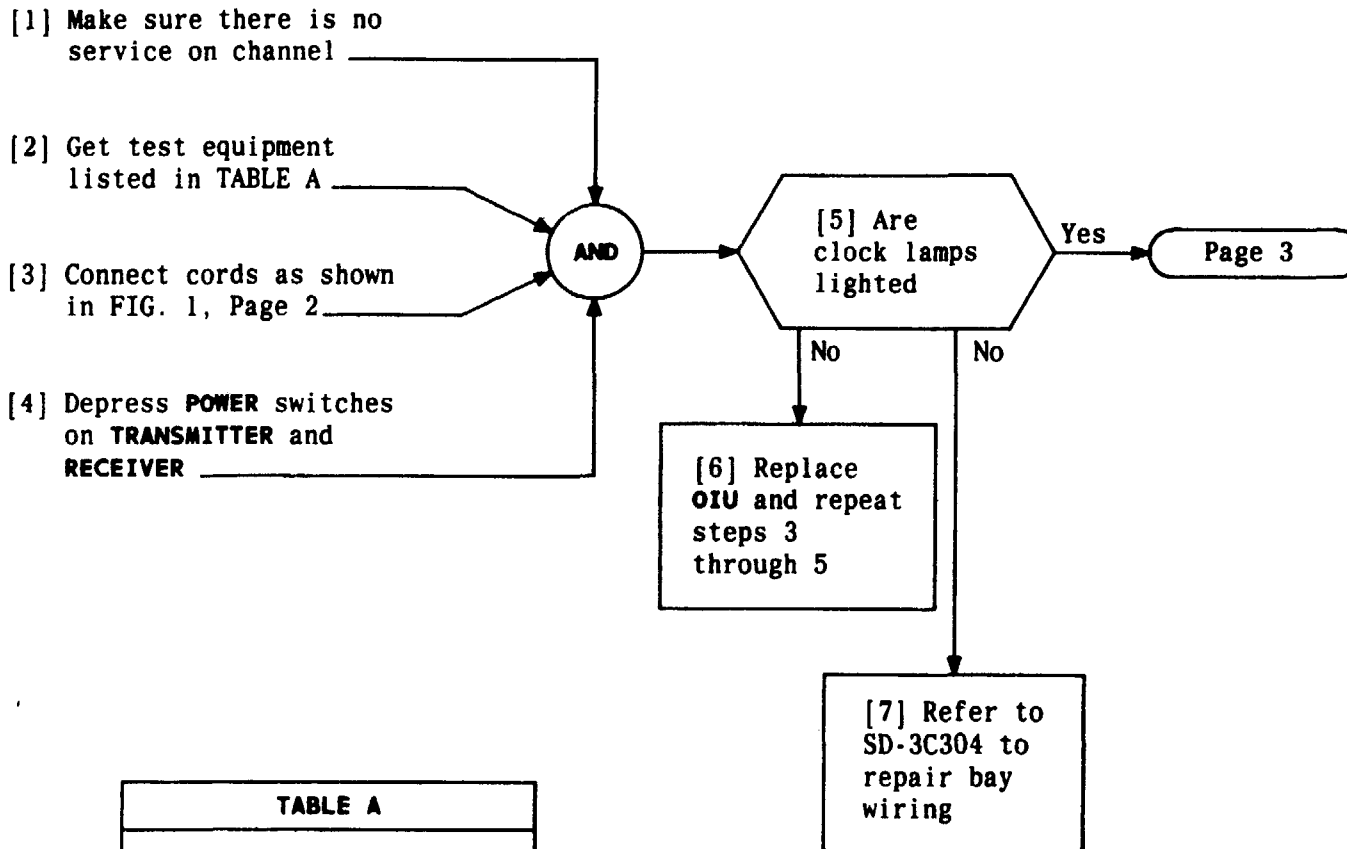 [1] Make sure there is no
service on channel
[2] Get test equipment
listed in TABLE A
[3] Connect cords as shown
in FIG. 1, Page 2
[4] Depress POWER switches
on TRANSMITTER and
RECEIVER
AND
[5] Are
clock lamps
lighted
Yes
Page 3
No
No
[6] Replace
OIU and repeat
steps 3
through 5
[7] Refer to
SD-3C304 to
repair bay
wiring
TABLE A